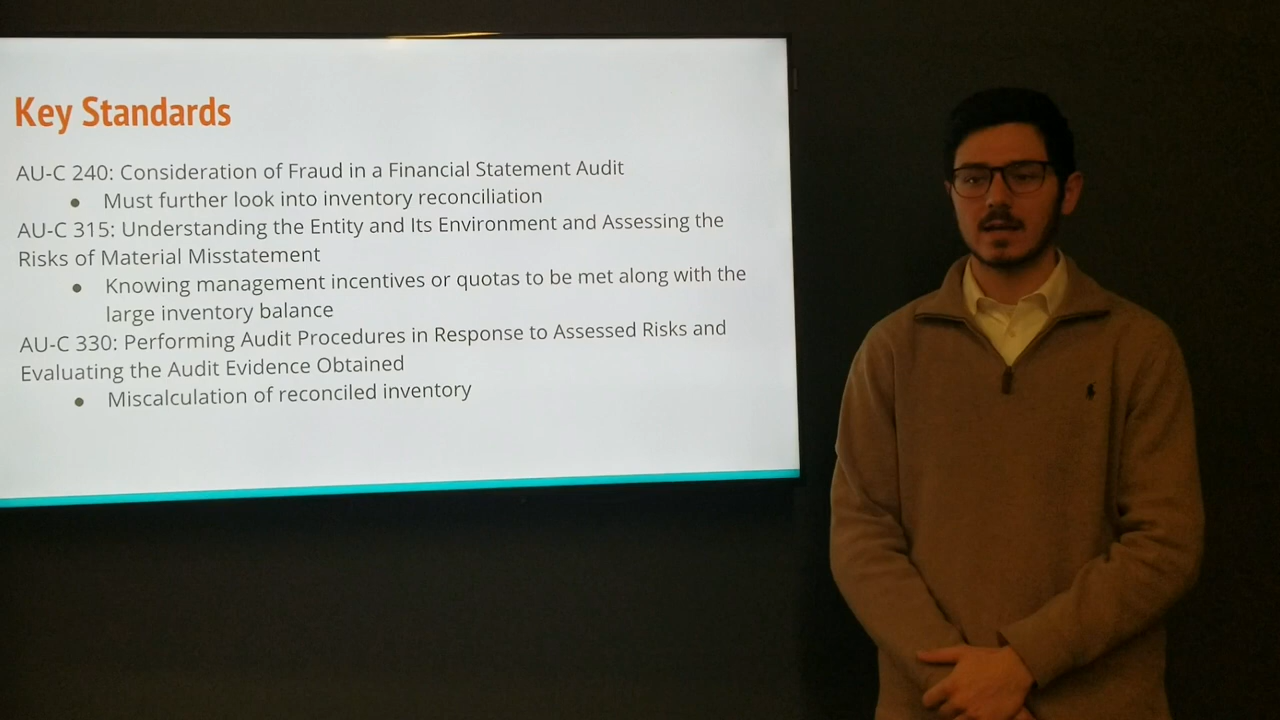 Key Standards
AU-C 240: Consideration of Fraud in a Financial Statement Audit
● Must further look into inventory reconciliation
AU-C 315: Understanding the Entity and Its Environment and Assessing the
Risks of Material Misstatement
● Knowing management incentives or quotas to be met along with the
large inventory balance
AU-C 330: Performing Audit Procedures in Response to Assessed Risks and
Evaluating the Audit Evidence Obtained
● Miscalculation of reconciled inventory